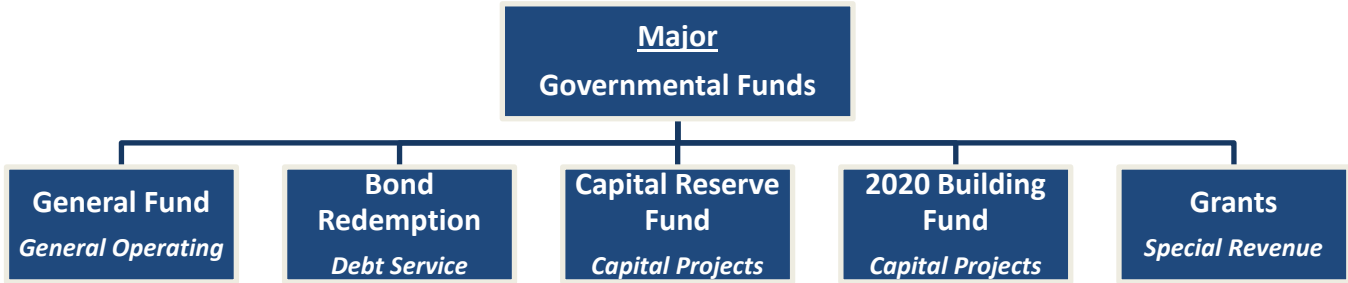 Major
Governmental Funds
General Fund
General Operating
Bond
Redemption
Debt Service
Capital Reserve
Fund
Capital Projects
2020 Building
Fund
Capital Projects
Grants
Special Revenue